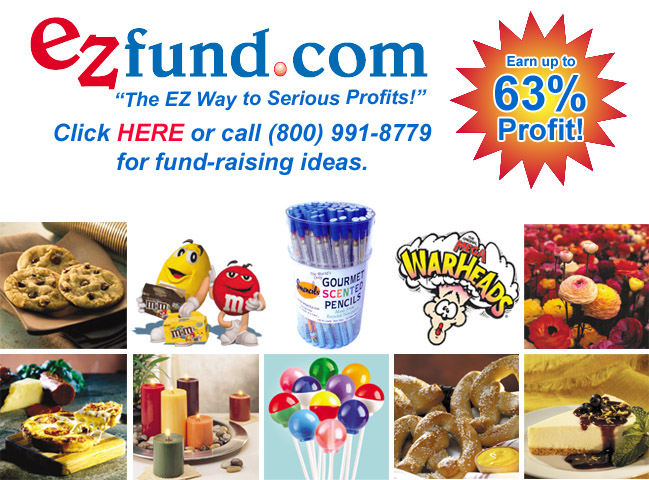 ezfund.com
“The EZ Way to Serious Profits!”
Click HERE or call (800) 991-8779
for fund-raising ideas.
Earn up to
63%
Profit!
m&m's
m&m's
m
Smencils
GOURMET
SCENTED
PENCILS
MEGA
WARHEADS